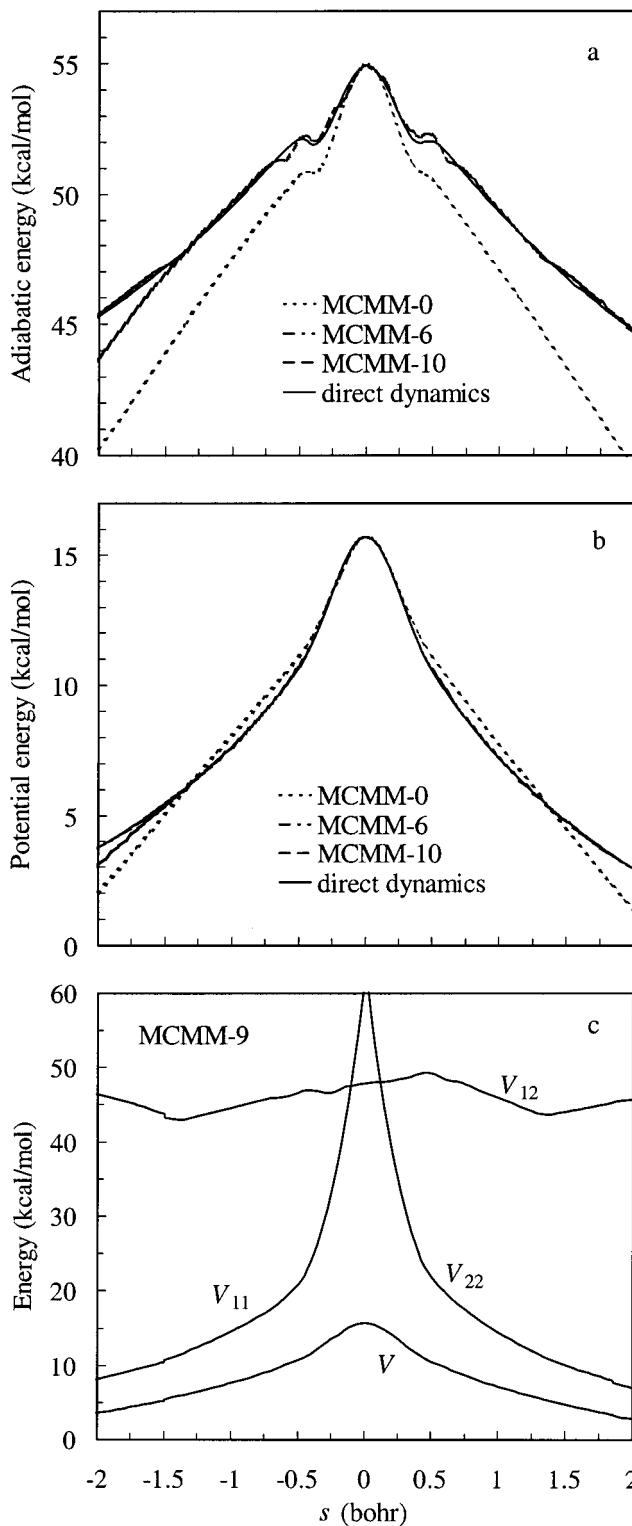 a
55
50
45
40
Adiabatic energy (kcal/mol)
MCMM-0
MCMM-6
MCMM-10
direct dynamics
b
15
10
5
0
Potential energy (kcal/mol)
MCMM-0
MCMM-6
MCMM-10
direct dynamics
MCMM-9
c
60
50
40
30
20
10
0
Energy (kcal/mol)
V12
V11
V22
V
-2 -1.5 -1 -0.5 0 0.5 1 1.5 2
s (bohr)